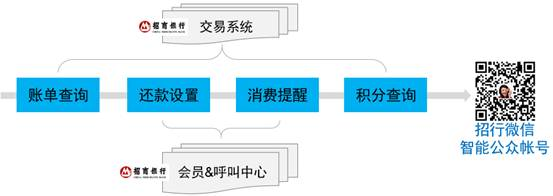 招商银行
交易系统
账单查询
还款设置
消费提醒
积分查询
招商银行
会员&呼叫中心
招行微信
智能公众帐号